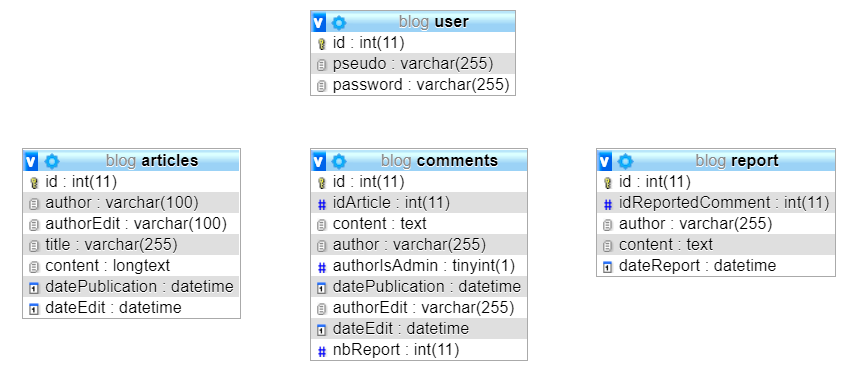 blog user
id : int(11)
pseudo : varchar(255)
password : varchar(255)
blog articles
id : int(11)
author : varchar(100)
authorEdit : varchar(100)
title : varchar(255)
content : longtext
datePublication : datetime
dateEdit : datetime
blog comments
id : int(11)
idArticle : int(11)
content : text
author : varchar(255)
authorIsAdmin : tinyint(1)
datePublication : datetime
authorEdit : varchar(255)
dateEdit : datetime
nbReport : int(11)
blog report
id : int(11)
idReportedComment : int(11)
author : varchar(255)
content : text
dateReport : datetime